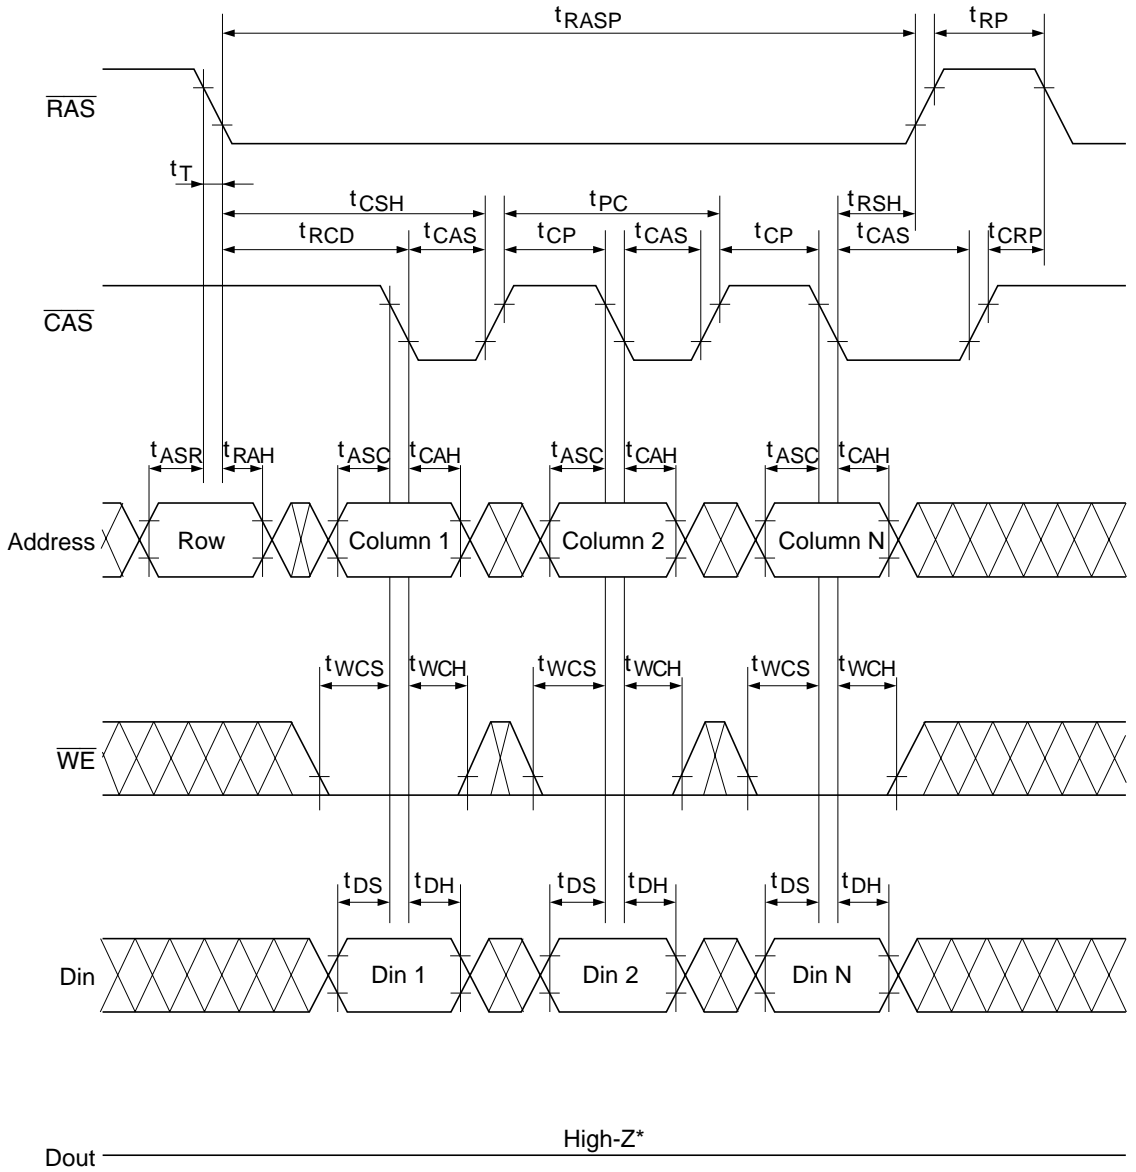 tRASP tRP
RAS
tT
tCSH tPC tRSH
tRCD tCAS tCP tCAS tCP tCAS tCRP
CAS
tASR tRAH tASC tCAH tASC tCAH tASC tCAH
Address Row Column 1 Column 2 Column N
tWCS tWCH tWCS tWCH tWCS tWCH
WE
tDS tDH tDS tDH tDS tDH
Din Din 1 Din 2 Din N
High-Z*
Dout